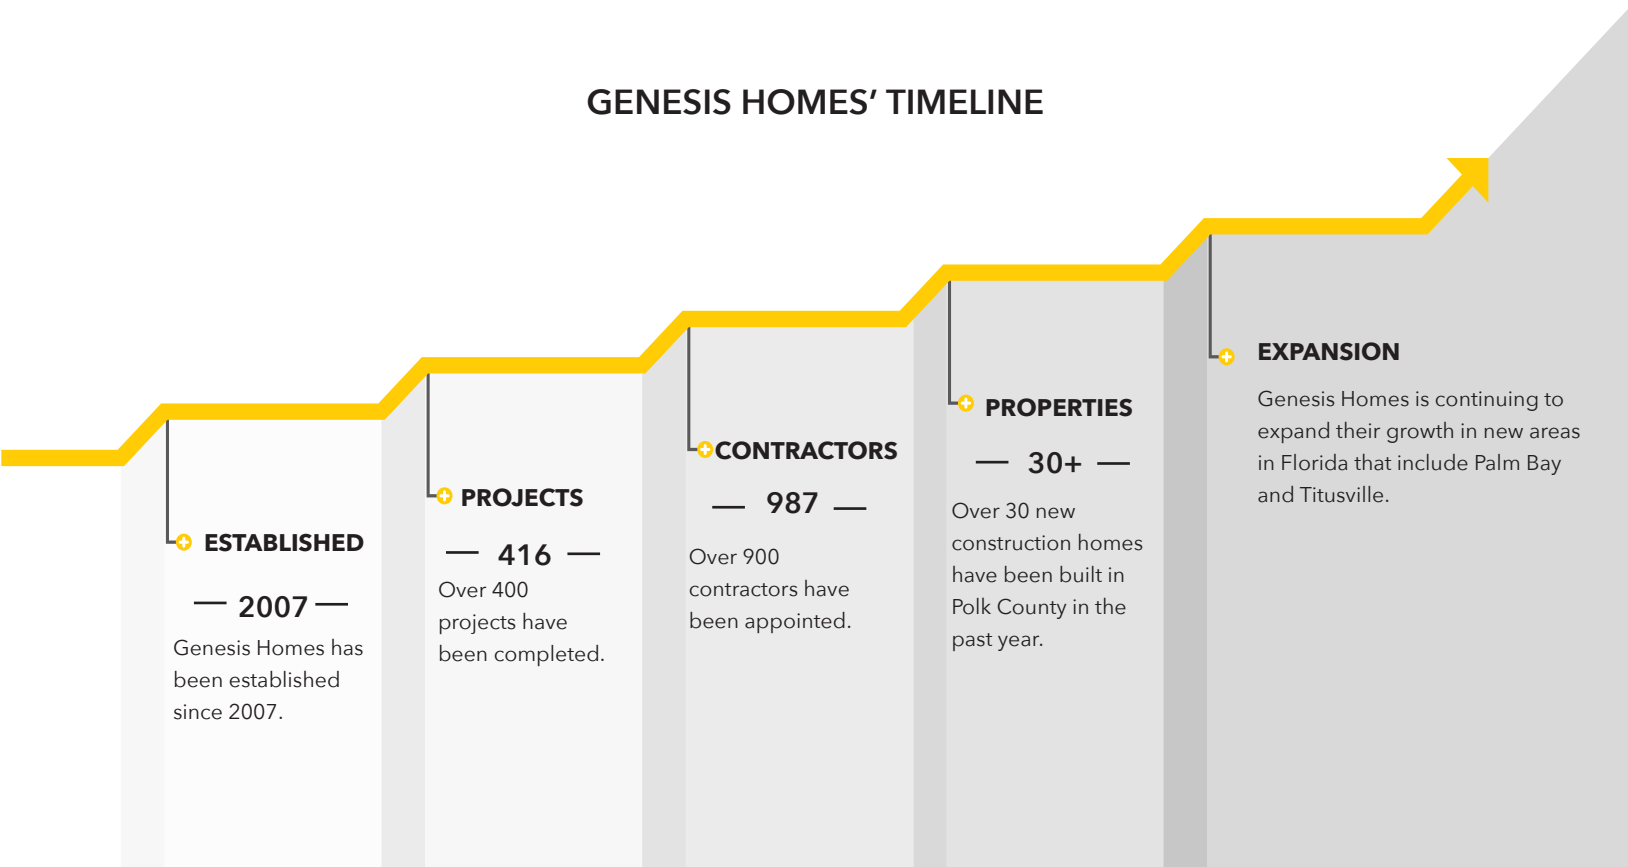 GENESIS HOMES’ TIMELINE
ESTABLISHED
— 2007 —
Genesis Homes has
been established
since 2007.
PROJECTS
— 416 —
Over 400
projects have
been completed.
CONTRACTORS
— 987 —
Over 900
contractors have
been appointed.
PROPERTIES
— 30+ —
Over 30 new
construction homes
have been built in
Polk County in the
past year.
EXPANSION
Genesis Homes is continuing to
expand their growth in new areas
in Florida that include Palm Bay
and Titusville.